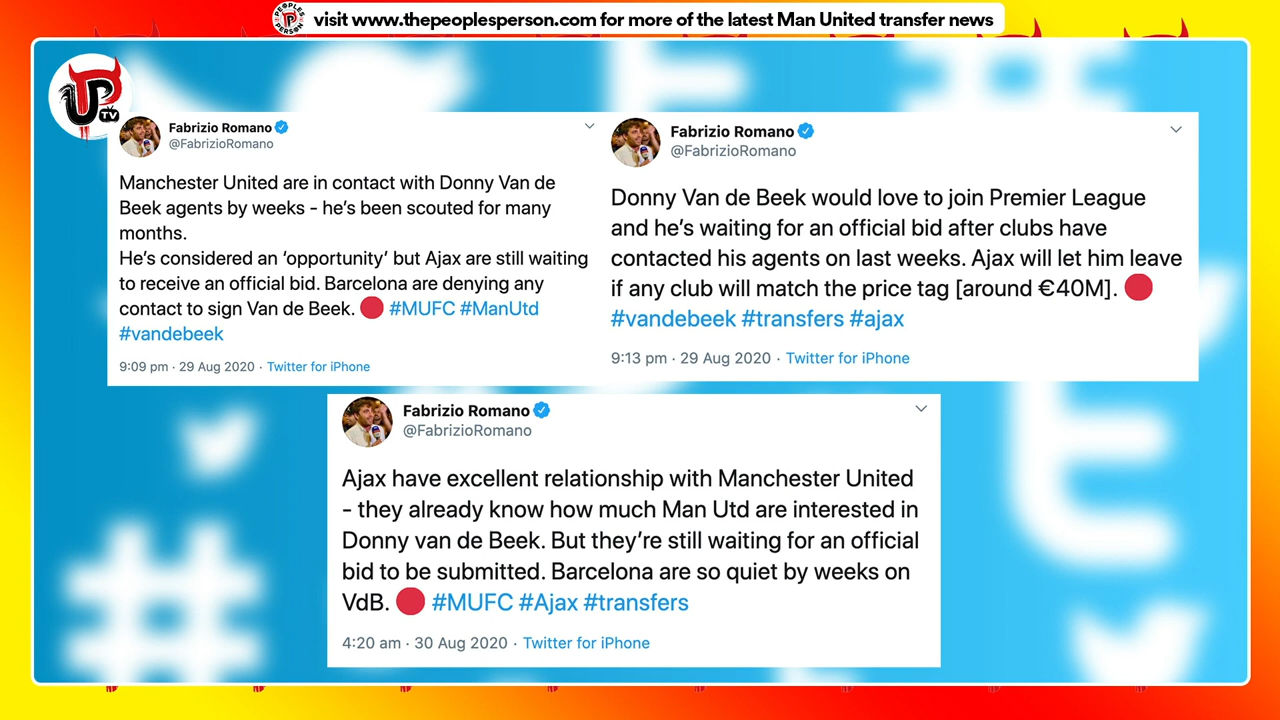 PEOPLES PERSON
visit www.thepeoplesperson.com for more of the latest Man United transfer news
UP
TV
Fabrizio Romano
@FabrizioRomano
Manchester United are in contact with Donny Van de
Beek agents by weeks - he's been scouted for many
months.
He's considered an 'opportunity' but Ajax are still waiting
to receive an official bid. Barcelona are denying any
contact to sign Van de Beek. 🔴 #MUFC #ManUtd
#vandebeek
9:09 pm · 29 Aug 2020 · Twitter for iPhone
Fabrizio Romano
@FabrizioRomano
Donny Van de Beek would love to join Premier League
and he's waiting for an official bid after clubs have
contacted his agents on last weeks. Ajax will let him leave
if any club will match the price tag [around €40M]. 🔴
#vandebeek #transfers #ajax
9:13 pm · 29 Aug 2020 · Twitter for iPhone
Fabrizio Romano
@FabrizioRomano
Ajax have excellent relationship with Manchester United
- they already know how much Man Utd are interested in
Donny van de Beek. But they're still waiting for an official
bid to be submitted. Barcelona are so quiet by weeks on
VdB. 🔴 #MUFC #Ajax #transfers
4:20 am · 30 Aug 2020 · Twitter for iPhone